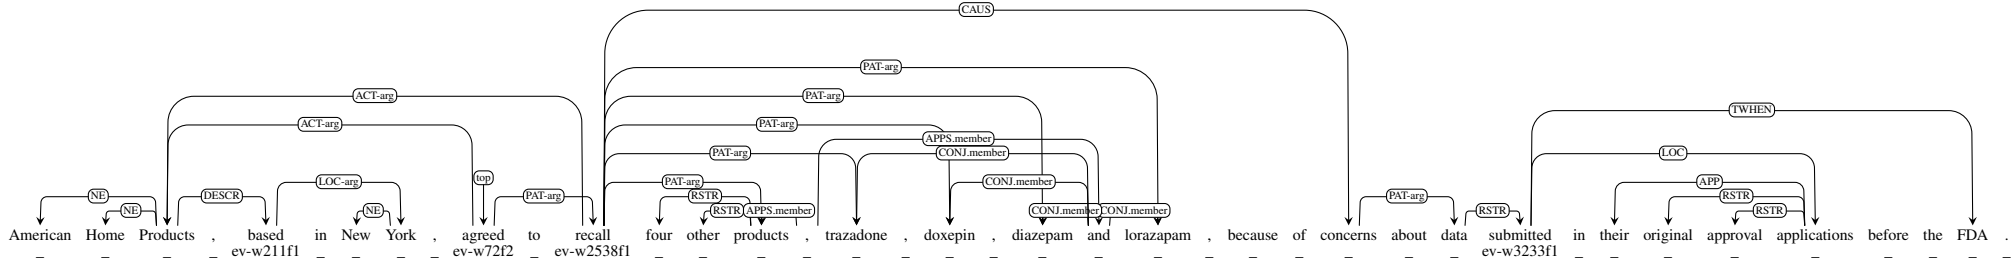 CAUS
PAT-arg
ACT-arg PAT-arg TWHEN
ACT-arg PAT-arg
APPS.member
PAT-arg CONJ.member LOC
top
LOC-arg PAT-arg CONJ.member APP
NE DESCR PAT-arg RSTR PAT-arg RSTR
NE NE RSTR APPS.member CONJ.member CONJ.member RSTR RSTR
American Home Products , based in New York , agreed to recall four other products , trazadone , doxepin , diazepam and lorazapam , because of concerns about data submitted in their original approval applications before the FDA .
_ _ _ _ ev-w211f1 _ _ _ _ ev-w72f2 _ ev-w2538f1 _ _ _ _ _ _ _ _ _ _ _ _ _ _ _ _ _ ev-w3233f1 _ _ _ _ _ _ _ _ _